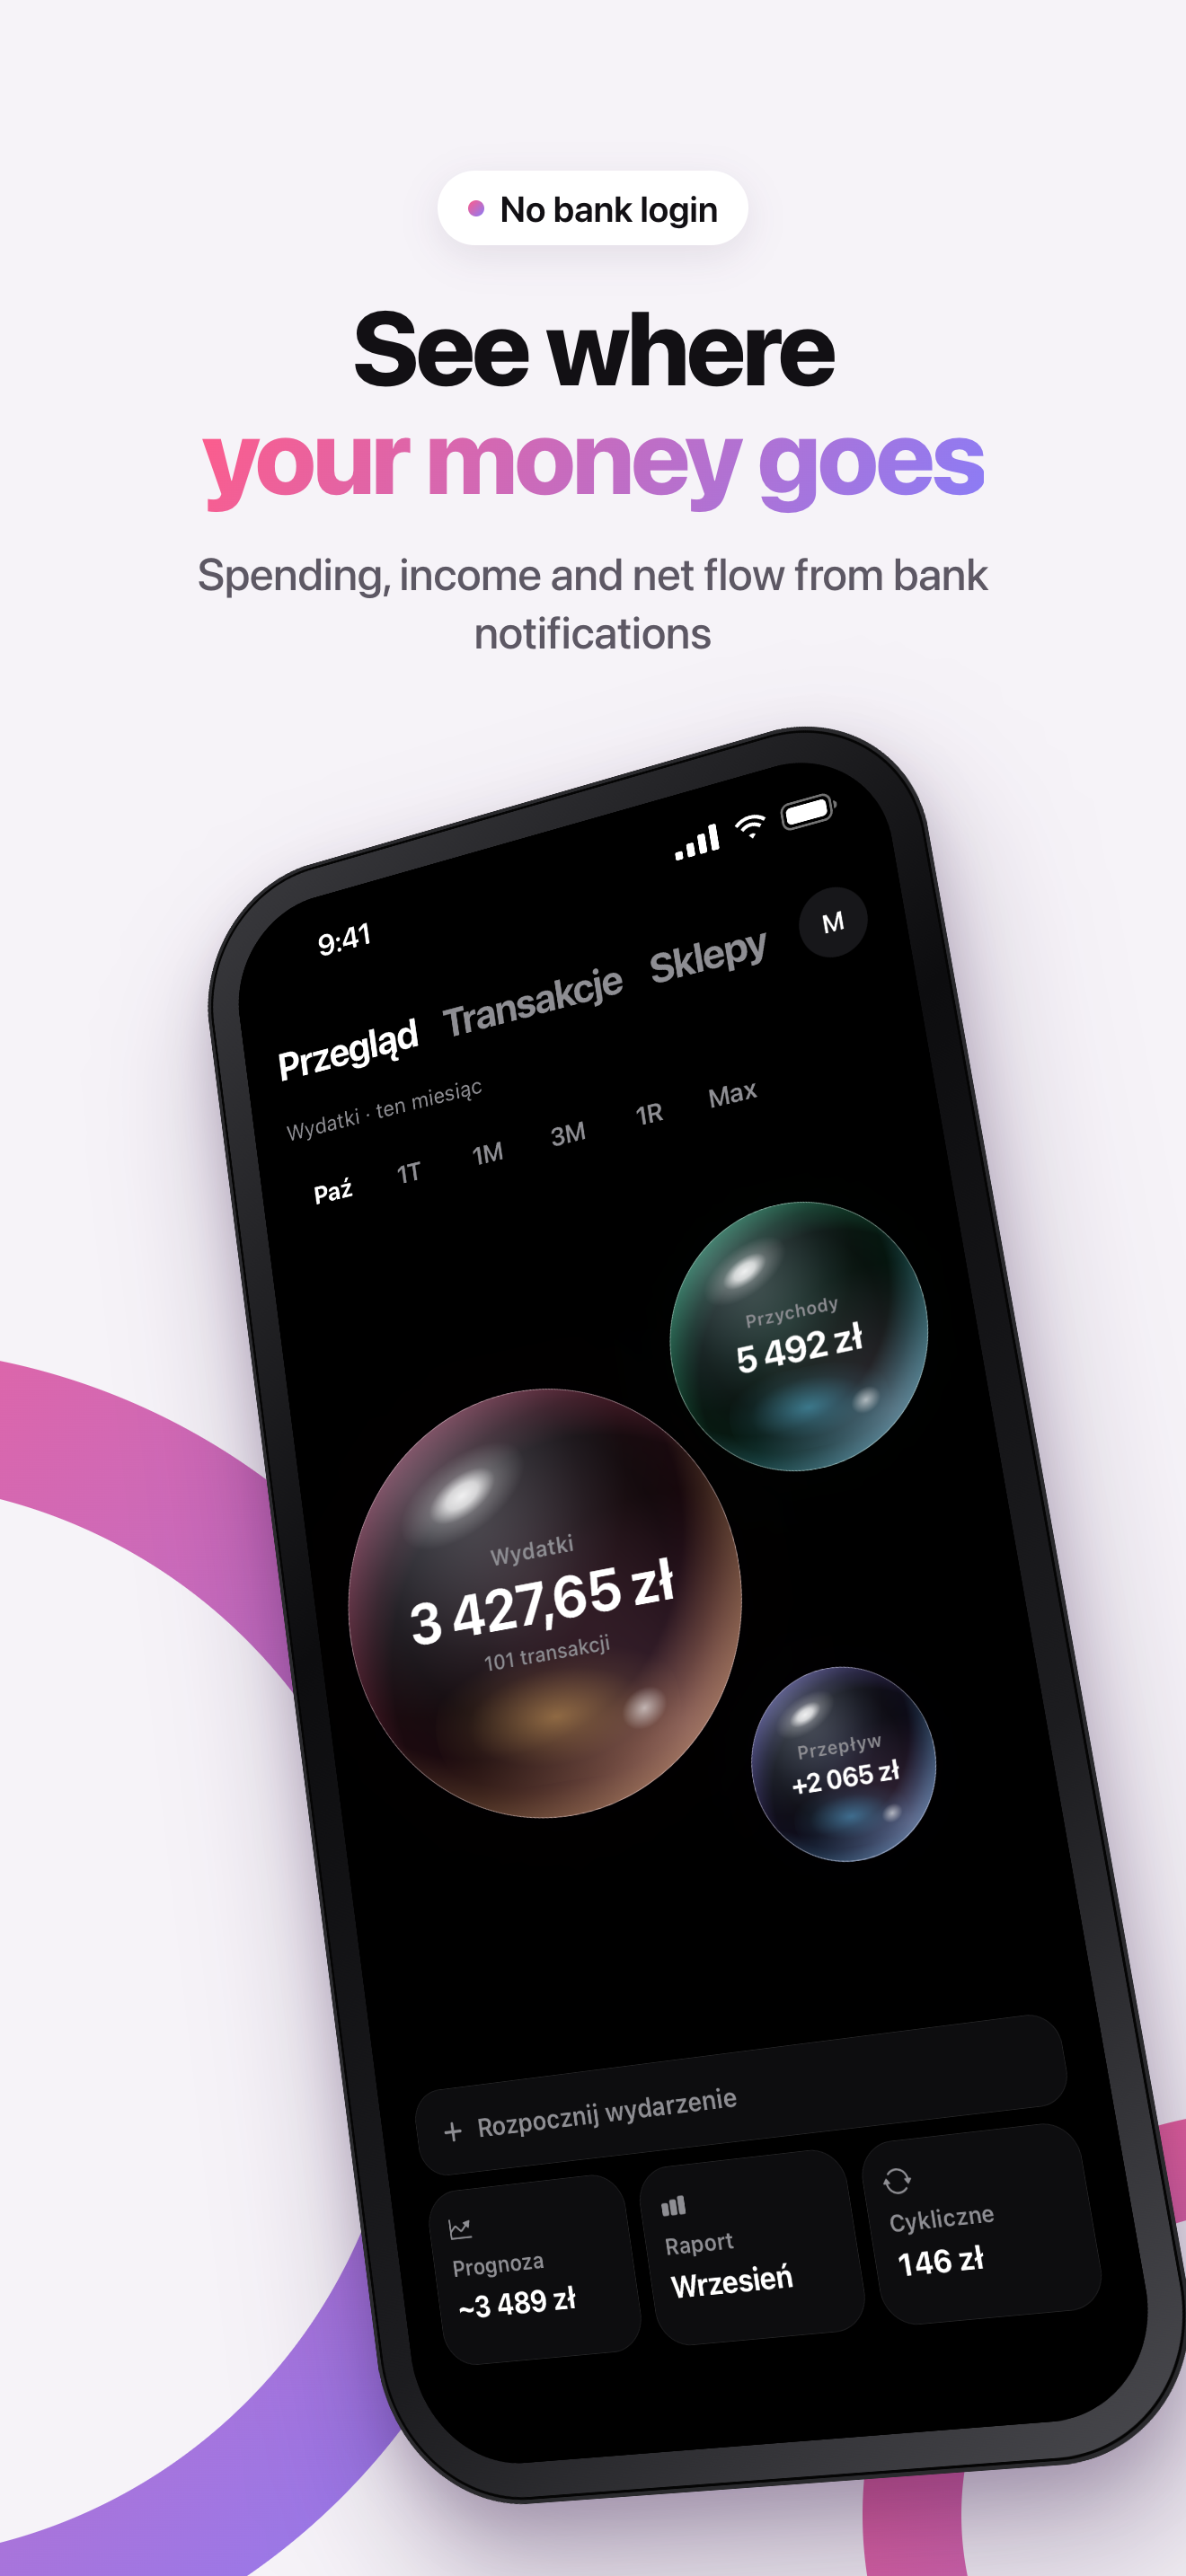 No bank login
See where
your money goes
Spending, income and net flow from bank
notifications
9:41
Przegląd Transakcje Sklepy M
Wydatki · ten miesiąc
Paź 1T 1M 3M 1R Max
Przychody
5 492 zł
Wydatki
3 427,65 zł
101 transakcji
Przepływ
+2 065 zł
+ Rozpocznij wydarzenie
Prognoza
~3 489 zł
Raport
Wrzesień
Cykliczne
146 zł